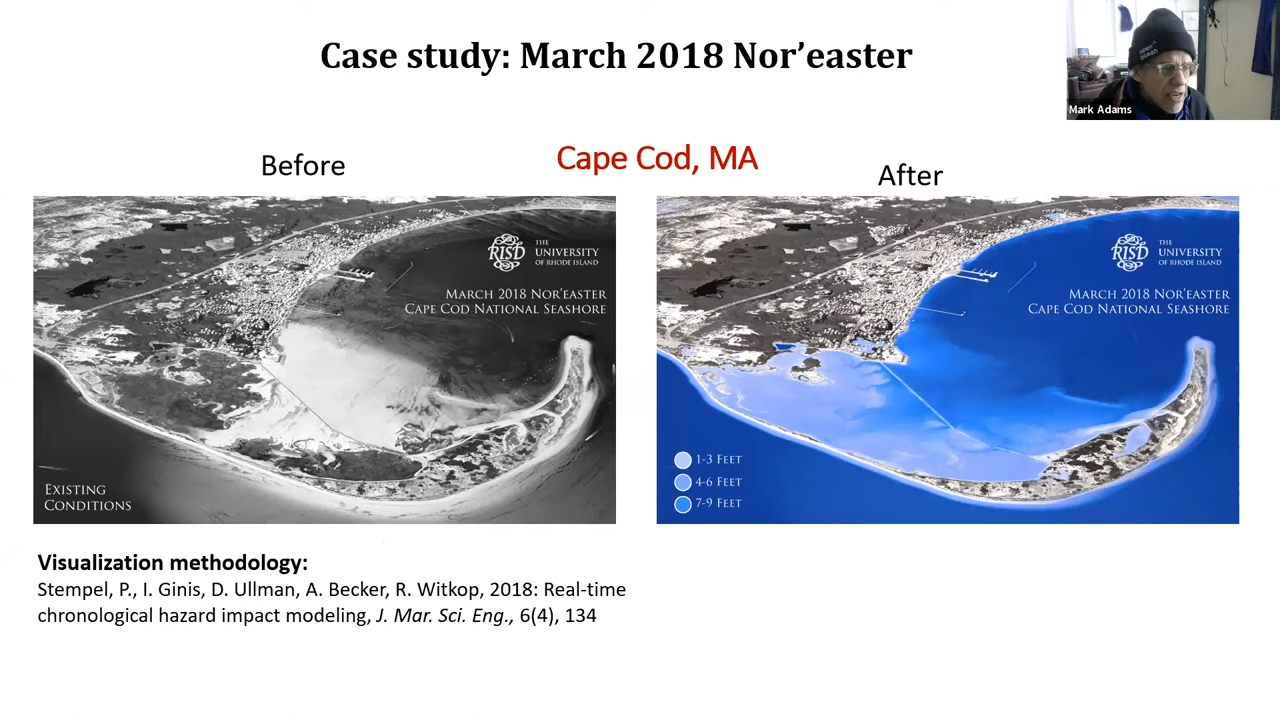 Case study: March 2018 Nor’easter
open
ocean
Mark Adams
Before
Cape Cod, MA
After
RISD
THE
UNIVERSITY
OF RHODE ISLAND
MARCH 2018 NOR'EASTER
CAPE COD NATIONAL SEASHORE
EXISTING
CONDITIONS
RISD
THE
UNIVERSITY
OF RHODE ISLAND
MARCH 2018 NOR'EASTER
CAPE COD NATIONAL SEASHORE
1-3 FEET
4-6 FEET
7-9 FEET
Visualization methodology:
Stempel, P., I. Ginis, D. Ullman, A. Becker, R. Witkop, 2018: Real-time
chronological hazard impact modeling, J. Mar. Sci. Eng., 6(4), 134